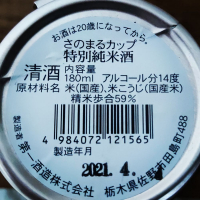 お酒は20歳になってから。
さのまるカップ
特別純米酒
清酒 内容量
180ml アルコール分14度
原材料名 米(国産)、米こうじ(国産米)
精米歩合59%
4 984072 121565
製造年月
2021. 4.
製造者 第一酒造株式会社
栃木県佐野市田島町488